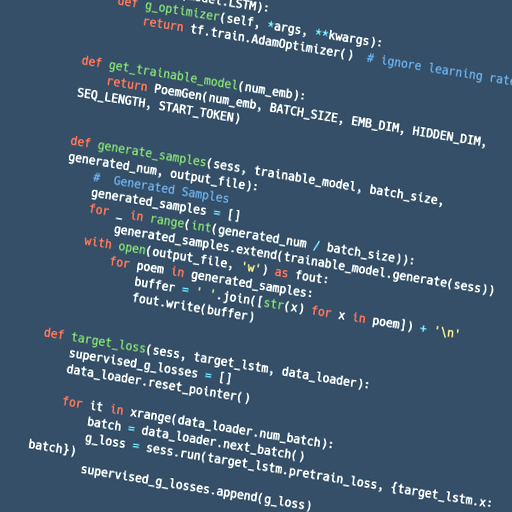 model.LSTM):
def g_optimizer(self, *args, **kwargs):
return tf.train.AdamOptimizer()  # ignore learning rate
def get_trainable_model(num_emb):
return PoemGen(num_emb, BATCH_SIZE, EMB_DIM, HIDDEN_DIM,
SEQ_LENGTH, START_TOKEN)
def generate_samples(sess, trainable_model, batch_size,
generated_num, output_file):
#  Generated Samples
generated_samples = []
for _ in range(int(generated_num / batch_size)):
generated_samples.extend(trainable_model.generate(sess))
with open(output_file, 'w') as fout:
for poem in generated_samples:
buffer = ' '.join([str(x) for x in poem]) + '\n'
fout.write(buffer)
def target_loss(sess, target_lstm, data_loader):
supervised_g_losses = []
data_loader.reset_pointer()
for it in xrange(data_loader.num_batch):
batch = data_loader.next_batch()
g_loss = sess.run(target_lstm.pretrain_loss, {target_lstm.x:
batch})
supervised_g_losses.append(g_loss)